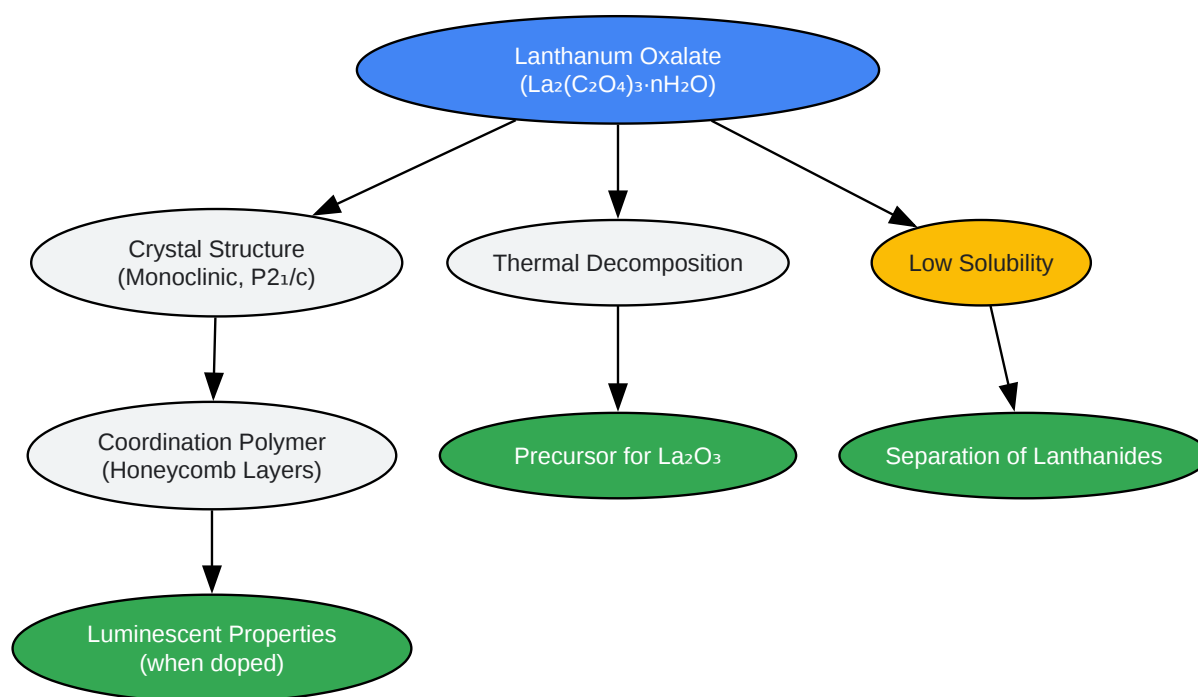 Lanthanum Oxalate
(La₂(C₂O₄)₃·nH₂O)
Crystal Structure
(Monoclinic, P2₁/c)
Thermal Decomposition
Low Solubility
Coordination Polymer
(Honeycomb Layers)
Precursor for La₂O₃
Separation of Lanthanides
Luminescent Properties
(when doped)